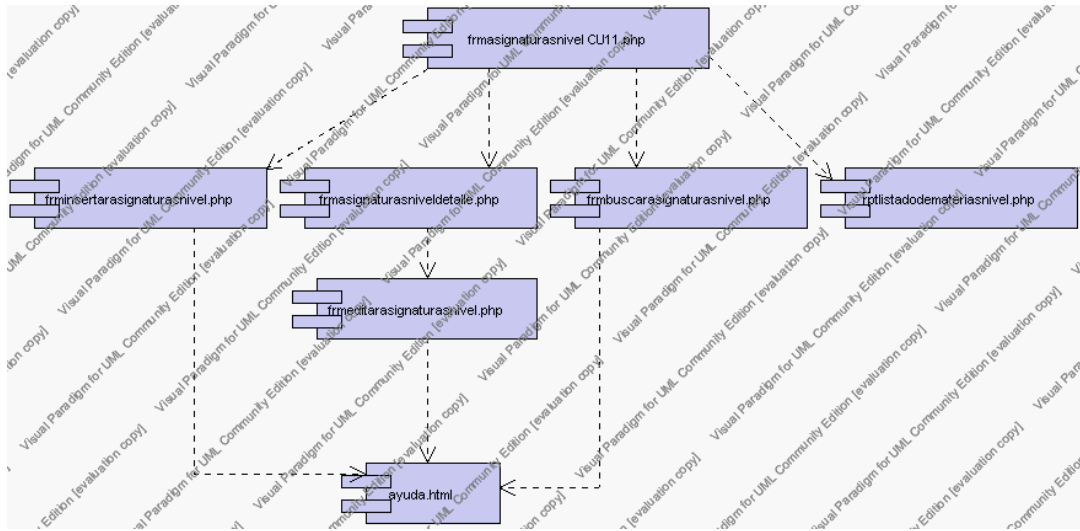 frmasignaturasnivel CU11.php
frminsertarasignaturasnivel.php
frmasignaturasniveldetalle.php
frmbuscarasignaturasnivel.php
rptlistadodemateriasnivel.php
frmeditarasignaturasnivel.php
ayuda.html
Visual Paradigm for UML Community Edition [evaluation copy]